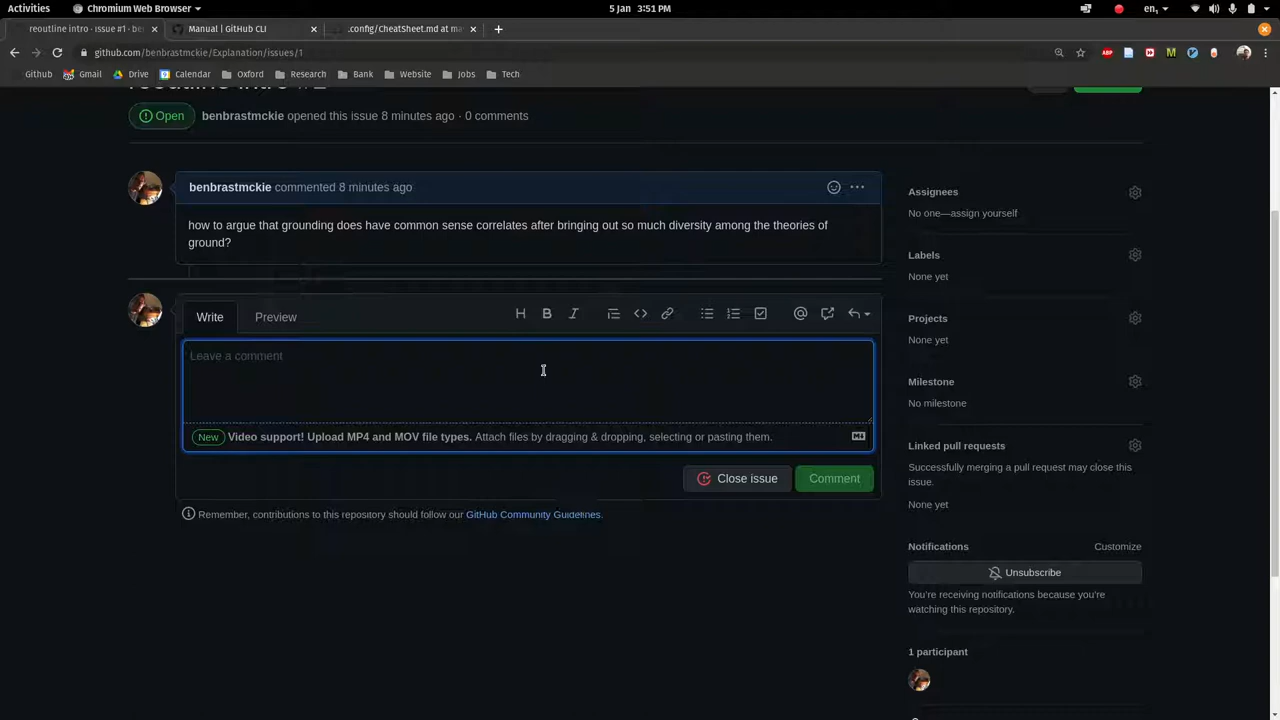 Activities Chromium Web Browser 5 Jan 3:51 PM en₁
reoutline intro · Issue #1 · be × Manual | GitHub CLI × .config/CheatSheet.md at ma × +
github.com/benbrastmckie/Explanation/issues/1
Github Gmail Drive Calendar Oxford Research Bank Website Jobs Tech
reoutline intro #1
Open benbrastmckie opened this issue 8 minutes ago · 0 comments
benbrastmckie commented 8 minutes ago
how to argue that grounding does have common sense correlates after bringing out so much diversity among the theories of
ground?
Write Preview
Leave a comment
New Video support! Upload MP4 and MOV file types. Attach files by dragging & dropping, selecting or pasting them.
Close issue Comment
Remember, contributions to this repository should follow our GitHub Community Guidelines.
Assignees
No one—assign yourself
Labels
None yet
Projects
None yet
Milestone
No milestone
Linked pull requests
Successfully merging a pull request may close this
issue.
None yet
Notifications Customize
Unsubscribe
You're receiving notifications because you're
watching this repository.
1 participant